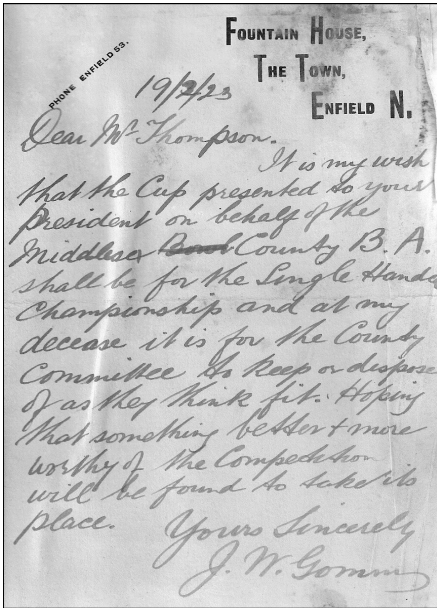 PHONE ENFIELD 53.
FOUNTAIN HOUSE,
THE TOWN,
ENFIELD N.
19/2/23
Dear Mr Thompson.
It is my wish
that the Cup presented to your
President on behalf of the
Middlesex Bowl County B. A.
shall be for the Single Handed
Championship and at my
decease it is for the County
Committee to keep or dispose
of as they think fit. Hoping
that something better & more
worthy of the Competition
will be found to take its
place.
Yours Sincerely
J. W. Gomm